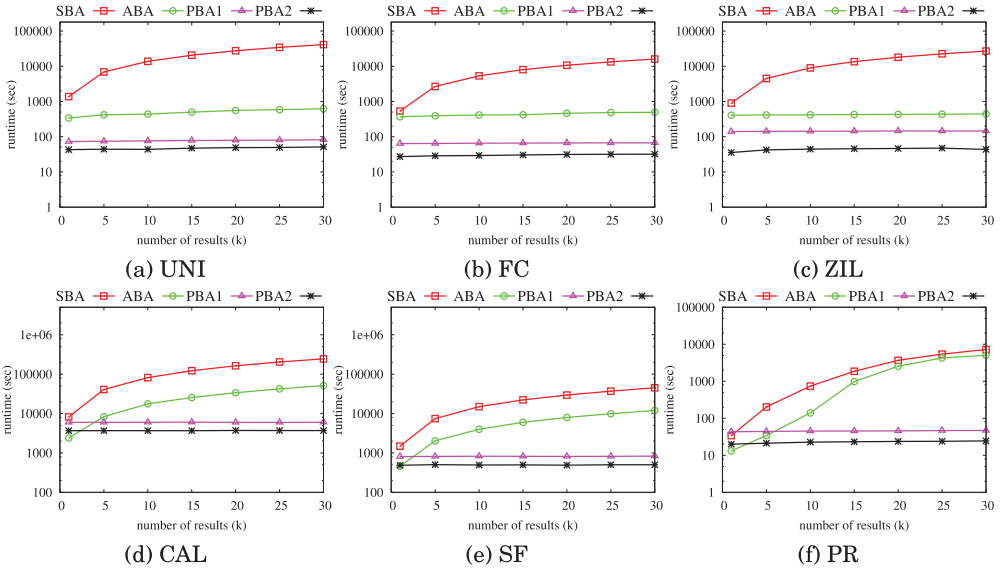 SBA ABA PBA1 PBA2
100000
10000
1000
100
10
1
runtime (sec)
0 5 10 15 20 25 30
number of results (k)
(a) UNI
SBA ABA PBA1 PBA2
100000
10000
1000
100
10
1
runtime (sec)
0 5 10 15 20 25 30
number of results (k)
(b) FC
SBA ABA PBA1 PBA2
100000
10000
1000
100
10
1
runtime (sec)
0 5 10 15 20 25 30
number of results (k)
(c) ZIL
SBA ABA PBA1 PBA2
1e+06
100000
10000
1000
100
runtime (sec)
0 5 10 15 20 25 30
number of results (k)
(d) CAL
SBA ABA PBA1 PBA2
1e+06
100000
10000
1000
100
runtime (sec)
0 5 10 15 20 25 30
number of results (k)
(e) SF
SBA ABA PBA1 PBA2
100000
10000
1000
100
10
1
runtime (sec)
0 5 10 15 20 25 30
number of results (k)
(f) PR